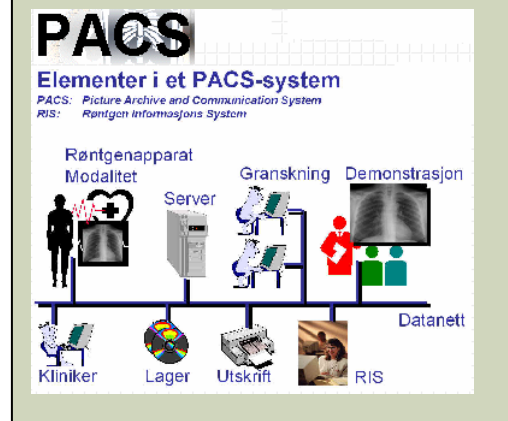 PACS
Elementer i et PACS-system
PACS: Picture Archive and Communication System
RIS: Røntgen Informasjons System
Røntgenapparat
Modalitet
Server
Granskning
Demonstrasjon
Datanett
Kliniker
Lager
Utskrift
RIS